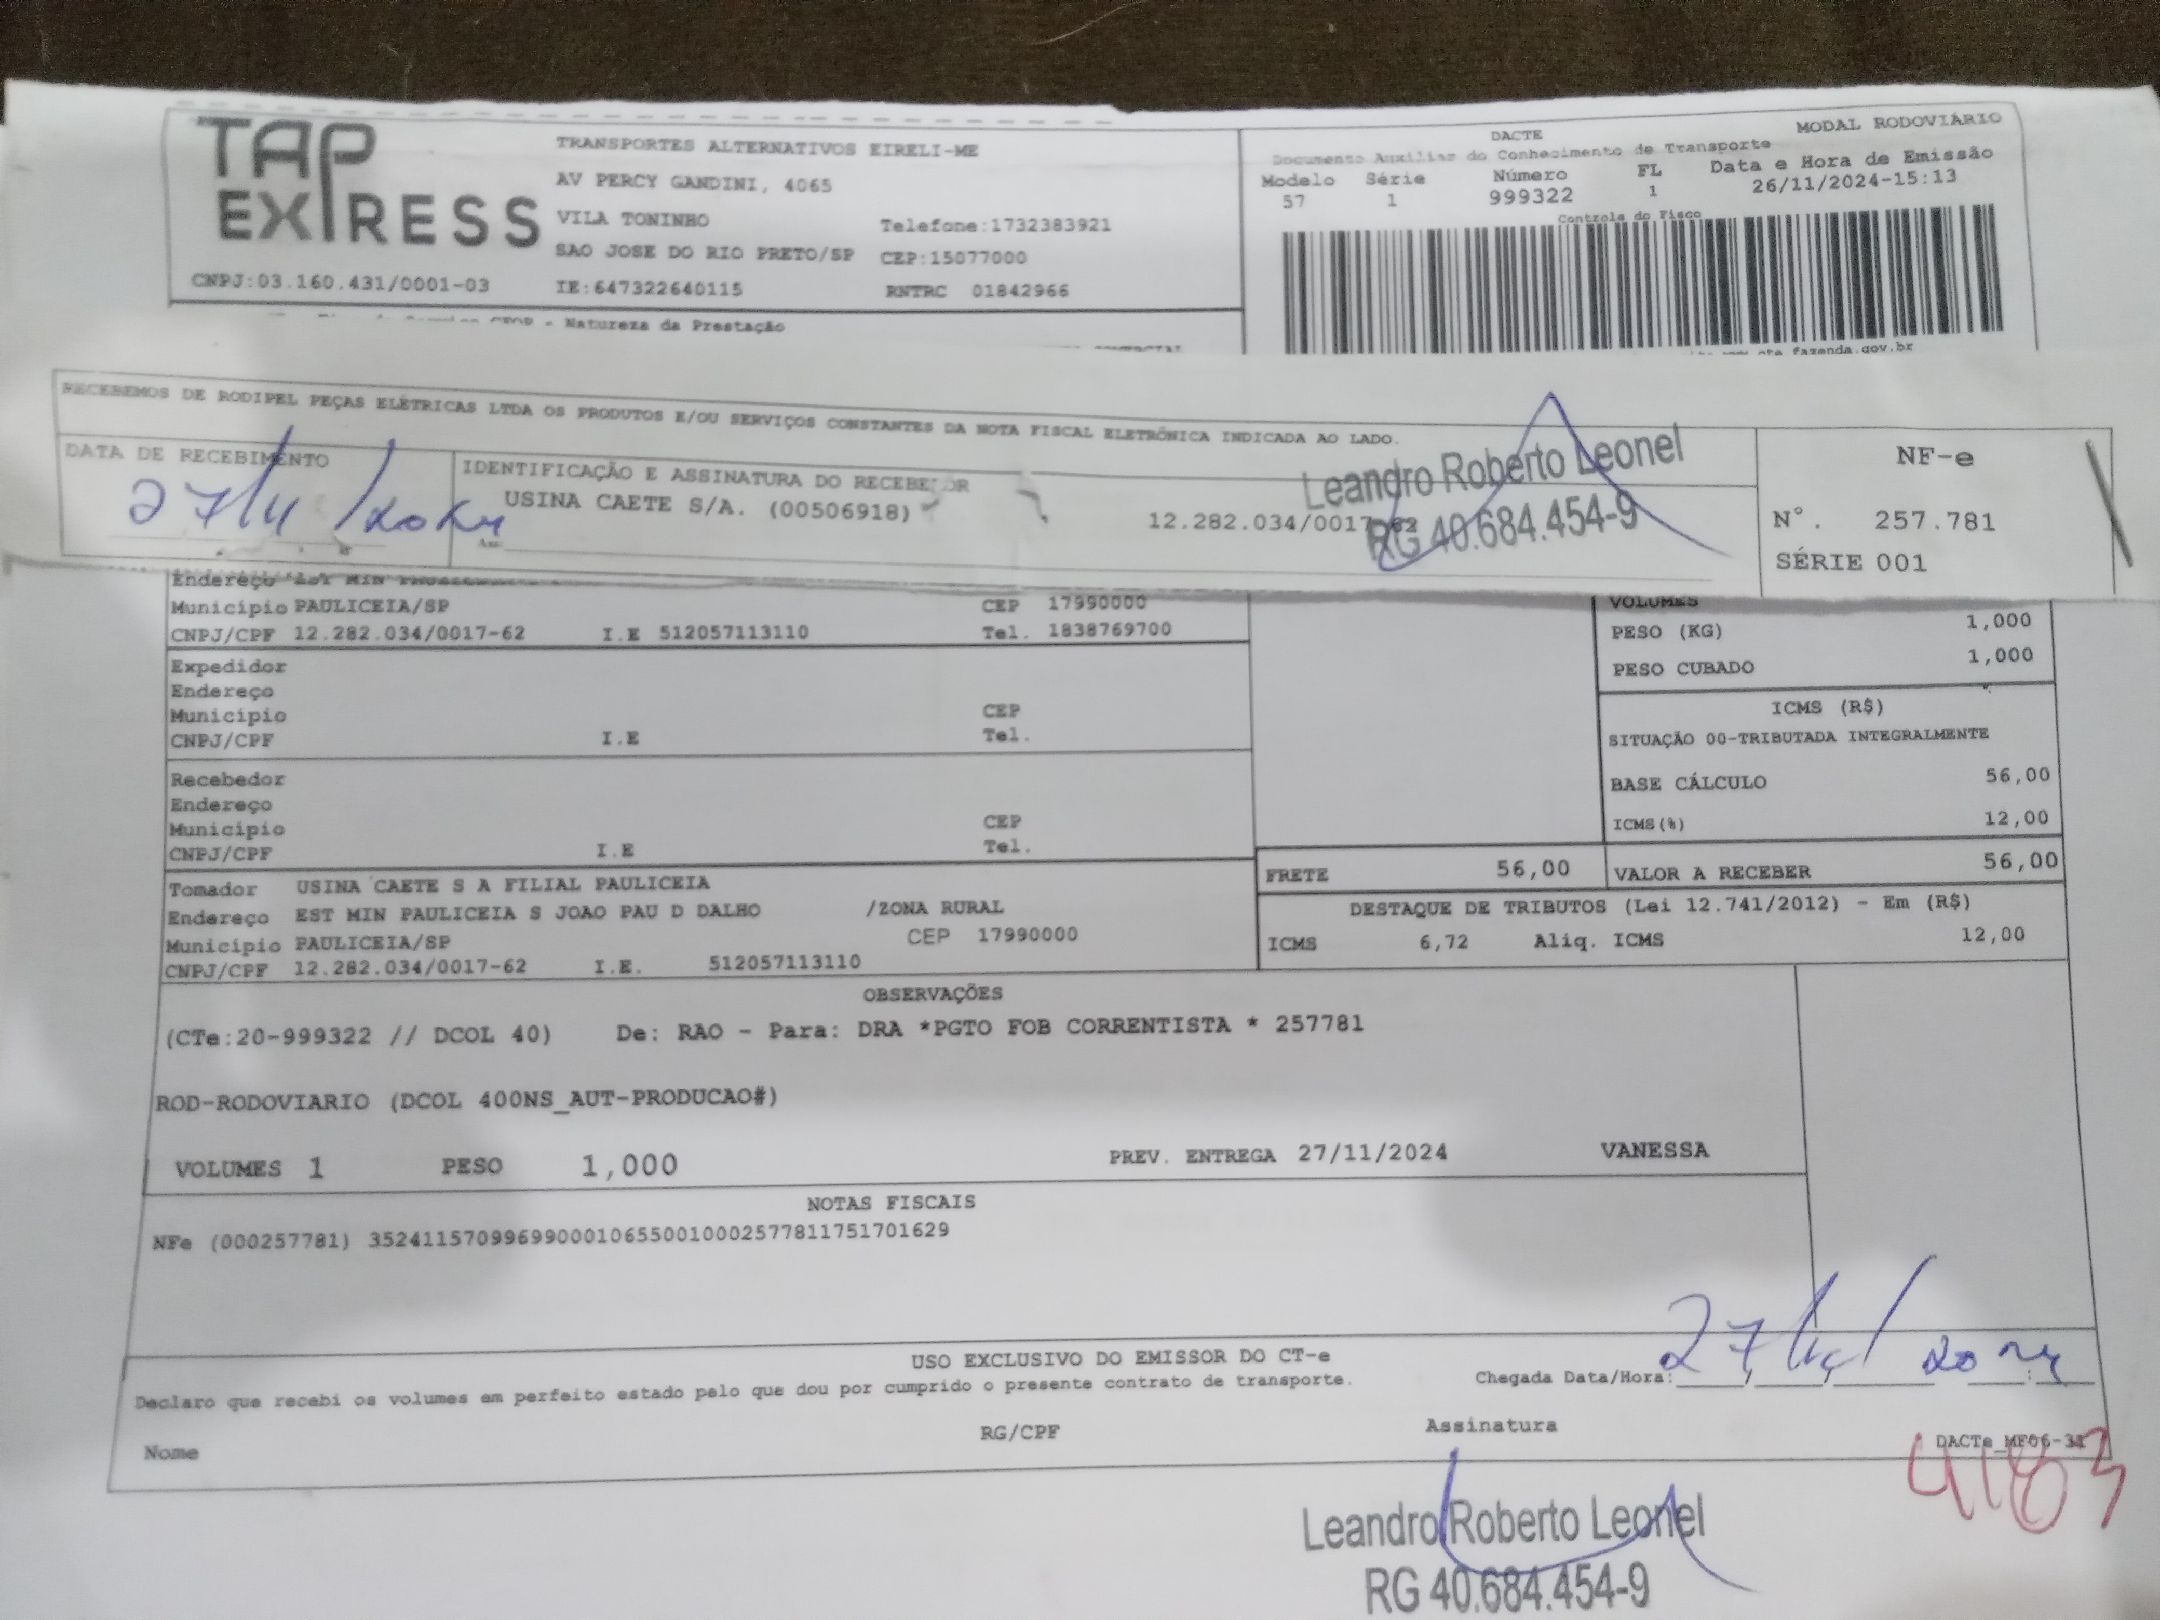 TAP EXPRESS
TRANSPORTES ALTERNATIVOS EIRELI-ME
AV PERCY GANDINI, 4065
VILA TONINHO Telefone:1732383921
SAO JOSE DO RIO PRETO/SP CEP:15077000
CNPJ:03.160.431/0001-03 IE:647322640115 RNTRC 01842966
DACTE MODAL RODOVIÁRIO
Documento Auxiliar do Conhecimento de Transporte
Modelo Série Número FL Data e Hora de Emissão
57 1 999322 1 26/11/2024-15:13
Controle do Fisco
CFOP - Natureza da Prestação
fazenda.gov.br
RECEBEMOS DE RODIPEL PEÇAS ELÉTRICAS LTDA OS PRODUTOS E/OU SERVIÇOS CONSTANTES DA NOTA FISCAL ELETRÔNICA INDICADA AO LADO.
DATA DE RECEBIMENTO
27/11/2024
IDENTIFICAÇÃO E ASSINATURA DO RECEBEDOR
USINA CAETE S/A. (00506918) 12.282.034/0017-62
Leandro Roberto Leonel
RG 40.684.454-9
NF-e
Nº. 257.781
SÉRIE 001
Endereço EST MIN
Município PAULICEIA/SP CEP 17990000
CNPJ/CPF 12.282.034/0017-62 I.E 512057113110 Tel. 1838769700
VOLUMES
PESO (KG) 1,000
PESO CUBADO 1,000
Expedidor
Endereço
Município CEP
CNPJ/CPF I.E Tel.
ICMS (R$)
SITUAÇÃO 00-TRIBUTADA INTEGRALMENTE
BASE CÁLCULO 56,00
ICMS(%) 12,00
Recebedor
Endereço
Município CEP
CNPJ/CPF I.E Tel.
FRETE 56,00 VALOR A RECEBER 56,00
Tomador USINA CAETE S A FILIAL PAULICEIA
Endereço EST MIN PAULICEIA S JOAO PAU D DALHO /ZONA RURAL
Município PAULICEIA/SP CEP 17990000
CNPJ/CPF 12.282.034/0017-62 I.E. 512057113110
DESTAQUE DE TRIBUTOS (Lei 12.741/2012) - Em (R$)
ICMS 6,72 Aliq. ICMS 12,00
OBSERVAÇÕES
(CTe:20-999322 // DCOL 40) De: RAO - Para: DRA *PGTO FOB CORRENTISTA * 257781
ROD-RODOVIARIO (DCOL 400NS_AUT-PRODUCAO#)
VOLUMES 1 PESO 1,000 PREV. ENTREGA 27/11/2024 VANESSA
NOTAS FISCAIS
NFe (000257781) 35241157099699000106550010002577811751701629
USO EXCLUSIVO DO EMISSOR DO CT-e
Declaro que recebi os volumes em perfeito estado pelo que dou por cumprido o presente contrato de transporte.
Chegada Data/Hora: 27/11/2024
Nome RG/CPF Assinatura
Leandro Roberto Leonel
RG 40.684.454-9